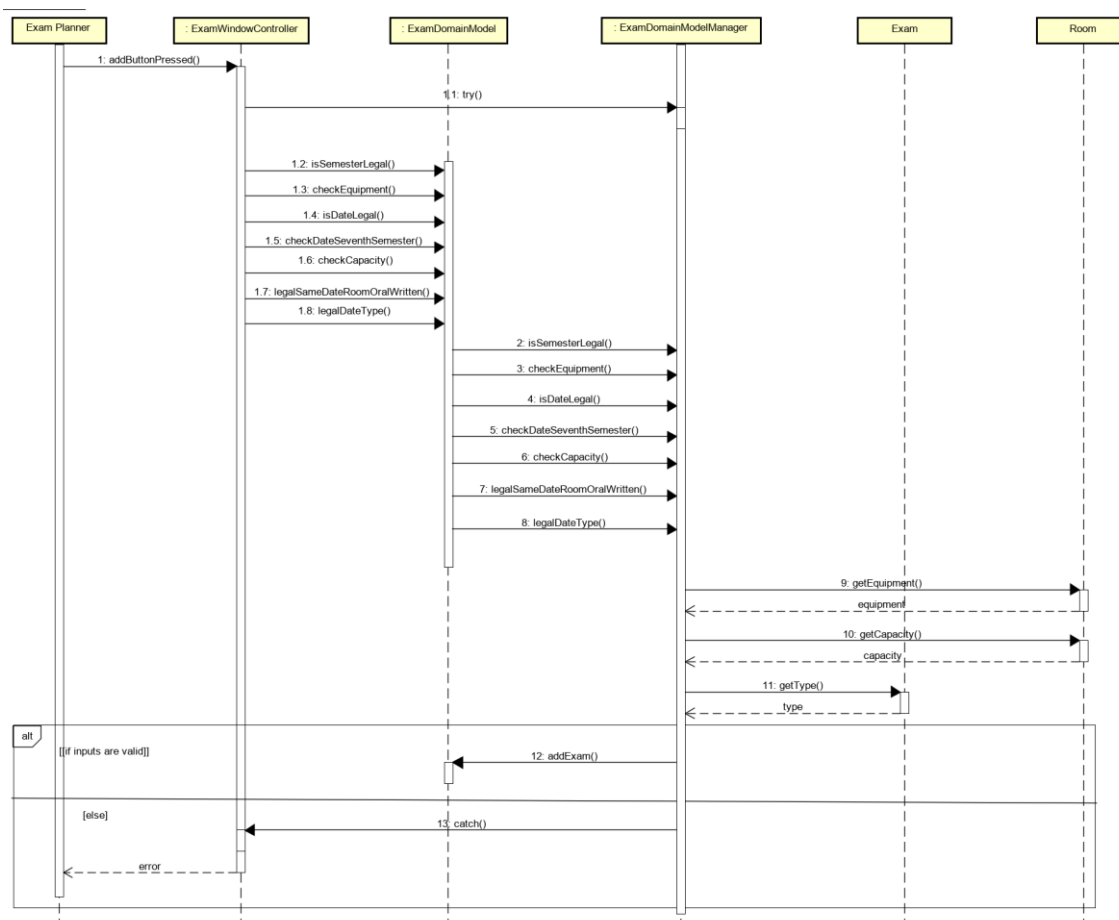 Exam Planner
: ExamWindowController
: ExamDomainModel
: ExamDomainModelManager
Exam
Room
1: addButtonPressed()
1.1: try()
1.2: isSemesterLegal()
1.3: checkEquipment()
1.4: isDateLegal()
1.5: checkDateSeventhSemester()
1.6: checkCapacity()
1.7: legalSameDateRoomOralWritten()
1.8: legalDateType()
2: isSemesterLegal()
3: checkEquipment()
4: isDateLegal()
5: checkDateSeventhSemester()
6: checkCapacity()
7: legalSameDateRoomOralWritten()
8: legalDateType()
9: getEquipment()
equipment
10: getCapacity()
capacity
11: getType()
type
alt
[[if inputs are valid]]
12: addExam()
[else]
13: catch()
error